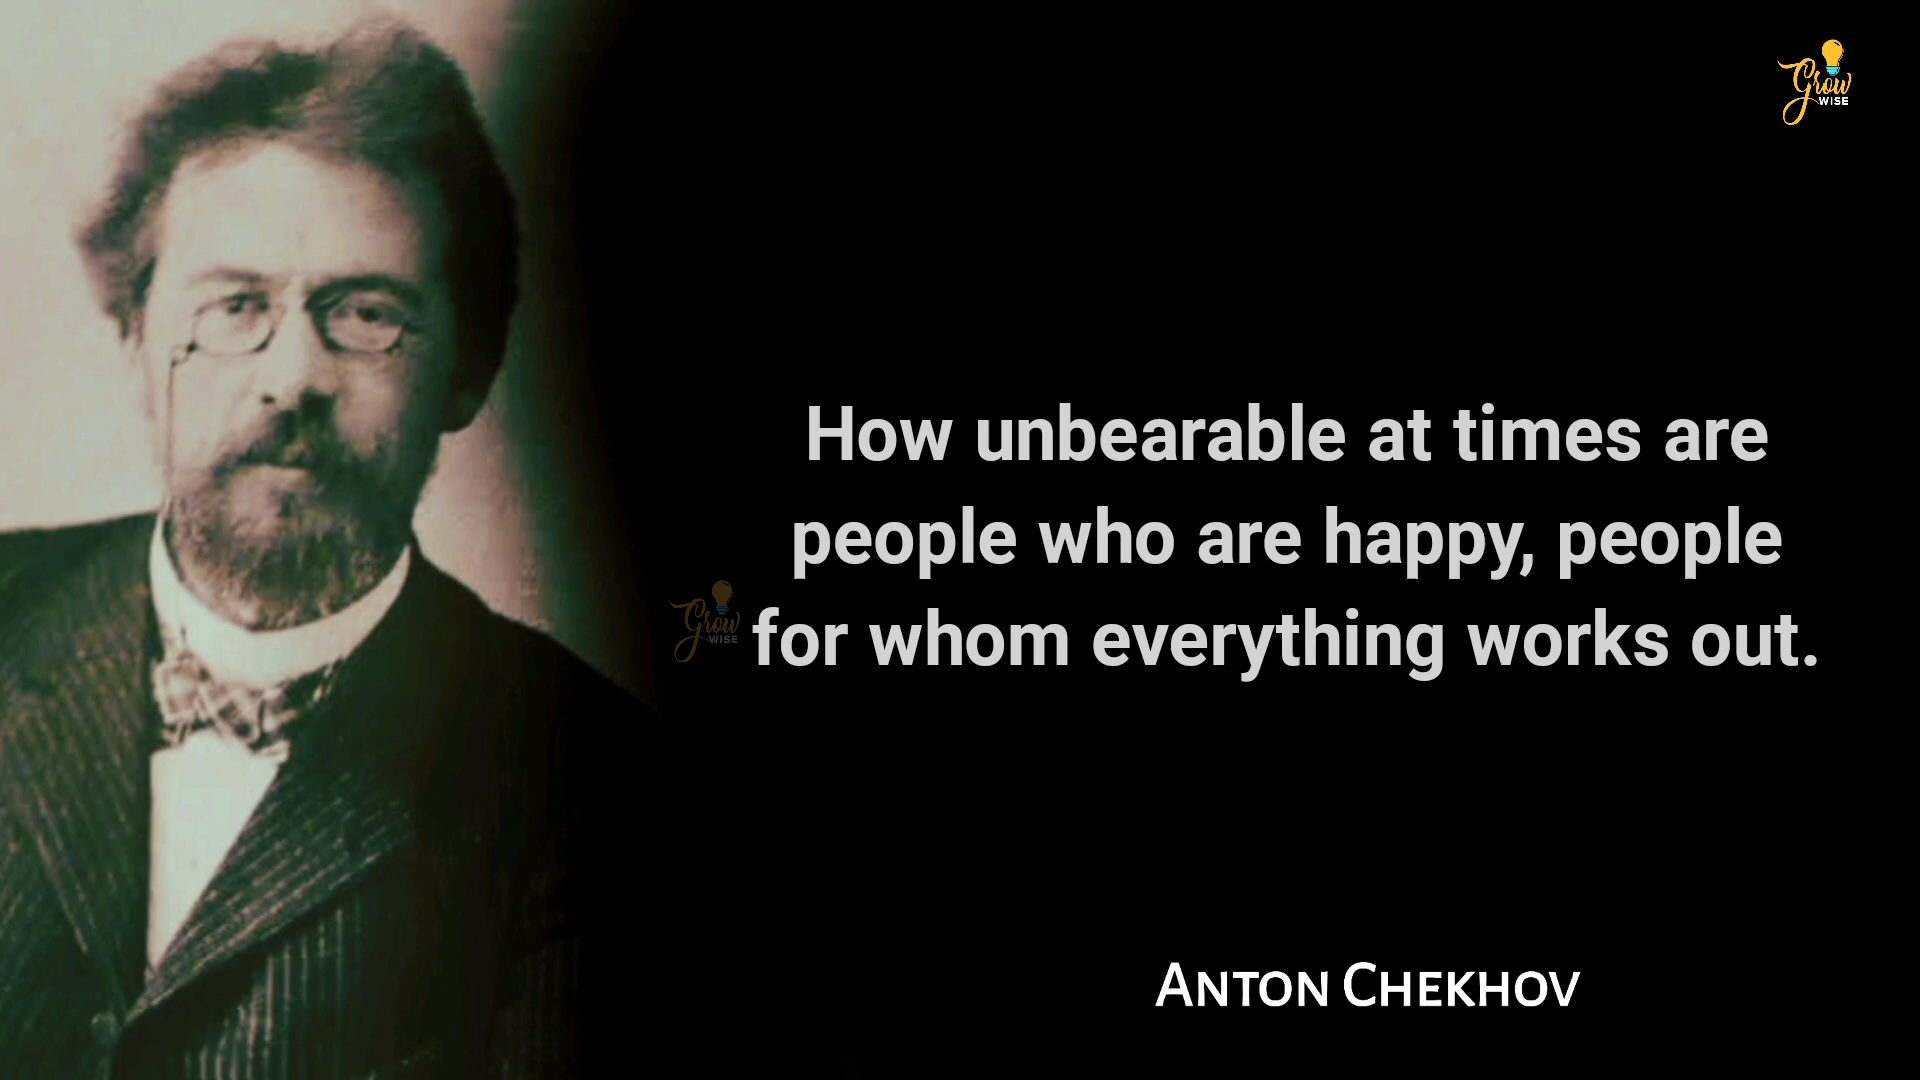 Grow
WISE
How unbearable at times are
people who are happy, people
Grow
WISE
for whom everything works out.
ANTON CHEKHOV